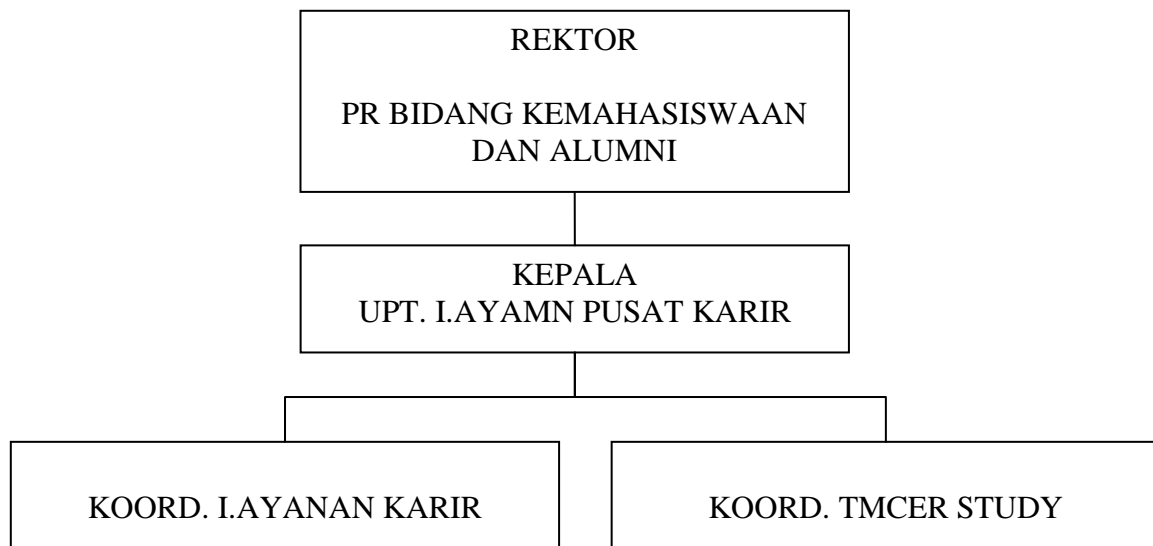 REKTOR
PR BIDANG KEMAHASISWAAN
DAN ALUMNI
KEPALA
UPT. I.AYAMN PUSAT KARIR
KOORD. I.AYANAN KARIR
KOORD. TMCER STUDY